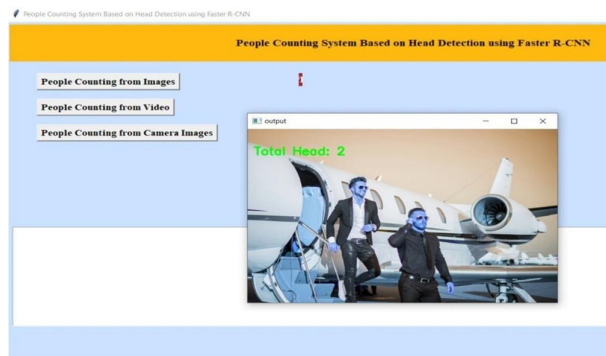 People Counting System Based on Head Detection using Faster R-CNN
People Counting System Based on Head Detection using Faster R-CNN
People Counting from Images
People Counting from Video
People Counting from Camera Images
output
Total Head: 2